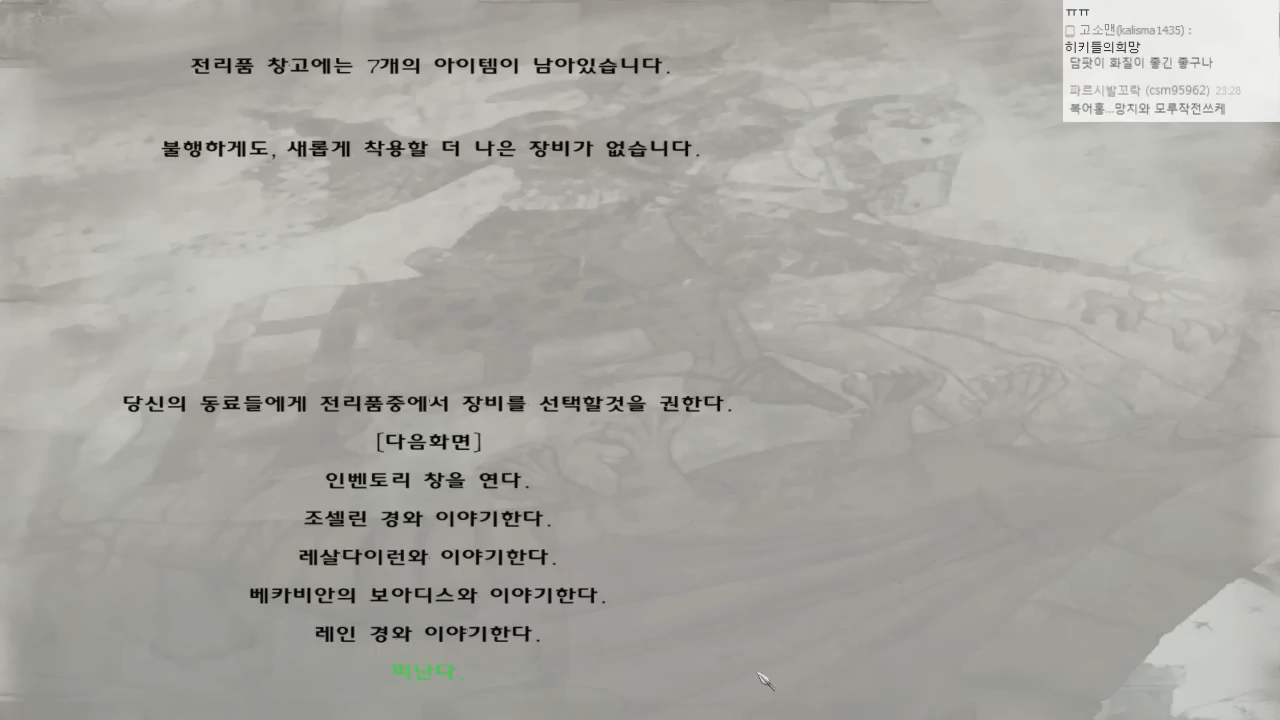 전리품 창고에는 7개의 아이템이 남아있습니다.
불행하게도, 새롭게 착용할 더 나은 장비가 없습니다.
당신의 동료들에게 전리품중에서 장비를 선택할것을 권한다.
[다음화면]
인벤토리 창을 연다.
조셀린 경와 이야기한다.
레살다이런와 이야기한다.
베카비안의 보아디스와 이야기한다.
레인 경와 이야기한다.
떠난다.
ㅠㅠ
고소맨(kalisma1435) :
히키들의희망
담팟이 화질이 좋긴 좋구나
파르시발꼬락 (csm95962) 23:28
복어홀...망치와 모루작전쓰케